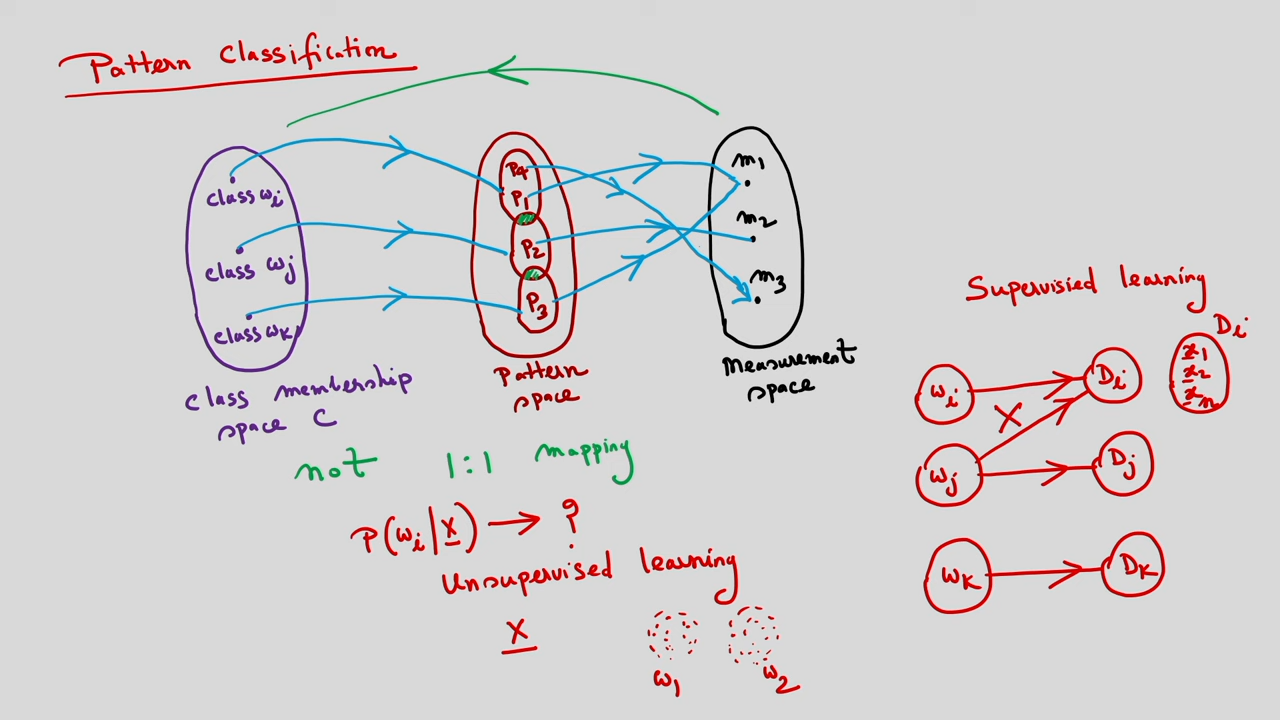 Pattern Classification
class ωi
class ωj
class ωk
class membership
space C
P4
P1
P2
P3
Pattern
space
m1
m2
m3
Measurement
space
not 1:1 mapping
P(ωi|x) → ?
Unsupervised learning
x
ω1 ω2
Supervisied learning
ωi Di
x1
x2
xn
Di
X
ωj Dj
ωk Dk